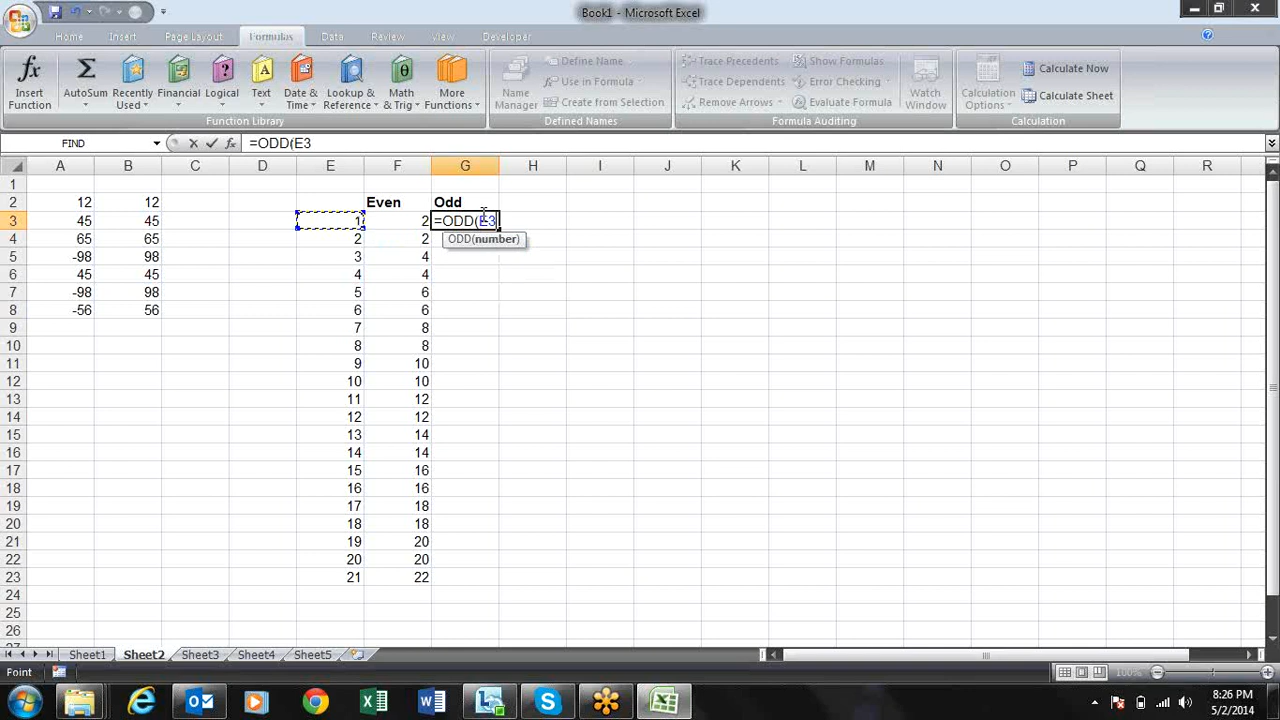 Book1 - Microsoft Excel
Home Insert Page Layout Formulas Data Review View Developer
fx Insert Function
Σ AutoSum
Recently Used
Financial
Logical
Text
Date & Time
Lookup & Reference
Math & Trig
More Functions
Function Library
Name Manager
Define Name
Use in Formula
Create from Selection
Defined Names
Trace Precedents
Trace Dependents
Remove Arrows
Show Formulas
Error Checking
Evaluate Formula
Watch Window
Formula Auditing
Calculation Options
Calculate Now
Calculate Sheet
Calculation
FIND fx =ODD(E3
A B C D E F G H I J K L M N O P Q R
1
2 12 12 Even Odd
3 45 45 1 2 =ODD(E3
4 65 65 2 2 ODD(number)
5 -98 98 3 4
6 45 45 4 4
7 -98 98 5 6
8 -56 56 6 6
9 7 8
10 8 8
11 9 10
12 10 10
13 11 12
14 12 12
15 13 14
16 14 14
17 15 16
18 16 16
19 17 18
20 18 18
21 19 20
22 20 20
23 21 22
24
25
26
27
Sheet1 Sheet2 Sheet3 Sheet4 Sheet5
Point 100%
8:26 PM
5/2/2014